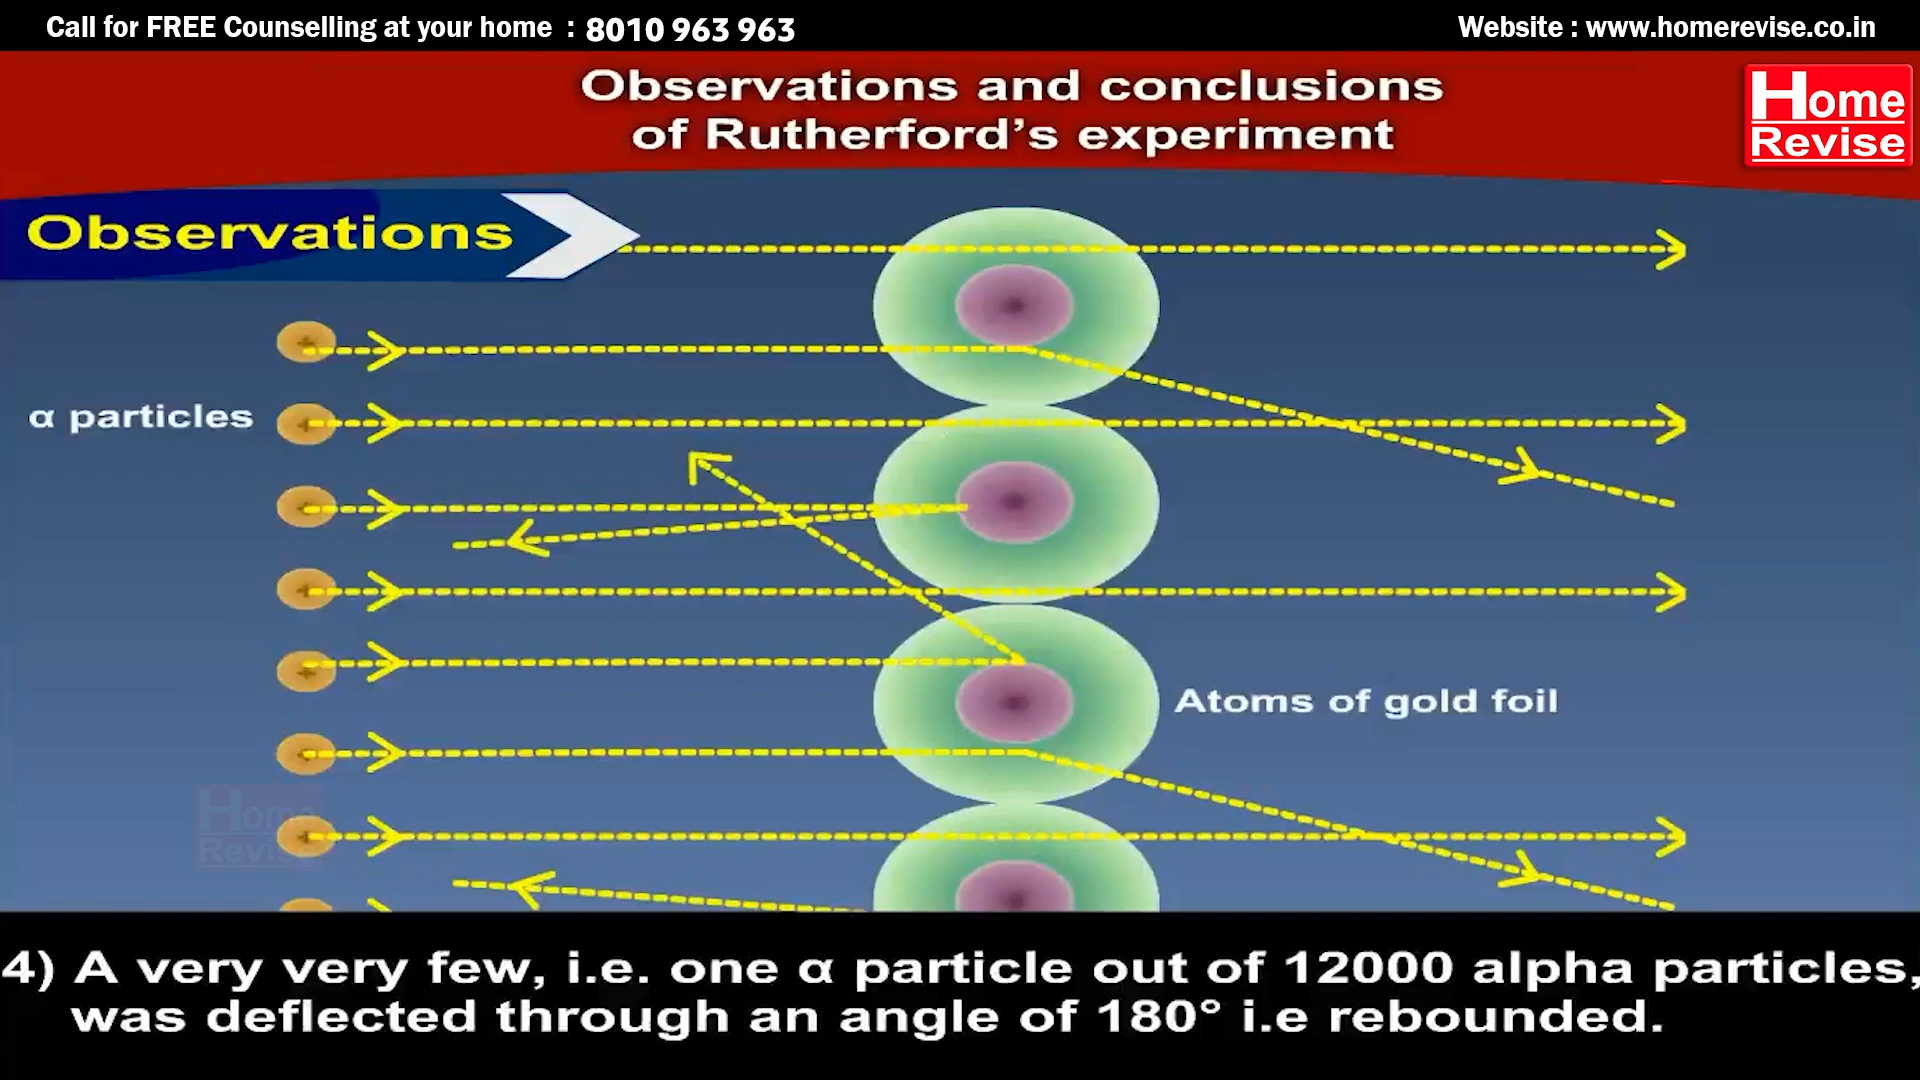 Call for FREE Counselling at your home : 8010 963 963
Website : www.homerevise.co.in
Observations and conclusions
of Rutherford's experiment
Home
Revise
Observations
α particles
Atoms of gold foil
Home
Revise
4) A very very few, i.e. one α particle out of 12000 alpha particles,
was deflected through an angle of 180° i.e rebounded.